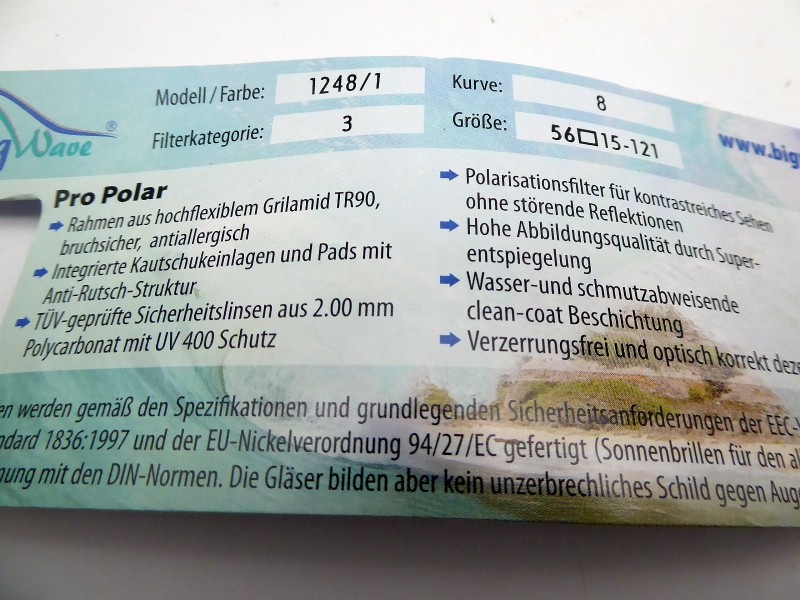 Modell / Farbe: 1248/1
Filterkategorie: 3
Kurve: 8
Größe: 56□15-121
Wave®
www.big
Pro Polar
Rahmen aus hochflexiblem Grilamid TR90,
bruchsicher, antiallergisch
Integrierte Kautschukeinlagen und Pads mit
Anti-Rutsch-Struktur
TÜV-geprüfte Sicherheitslinsen aus 2.00 mm
Polycarbonat mit UV 400 Schutz
Polarisationsfilter für kontrastreiches Sehen
ohne störende Reflektionen
Hohe Abbildungsqualität durch Super-
entspiegelung
Wasser-und schmutzabweisende
clean-coat Beschichtung
Verzerrungsfrei und optisch korrekt deze
en werden gemäß den Spezifikationen und grundlegenden Sicherheitsanforderungen der EEC-
ndard 1836:1997 und der EU-Nickelverordnung 94/27/EC gefertigt (Sonnenbrillen für den al
mung mit den DIN-Normen. Die Gläser bilden aber kein unzerbrechliches Schild gegen Auge